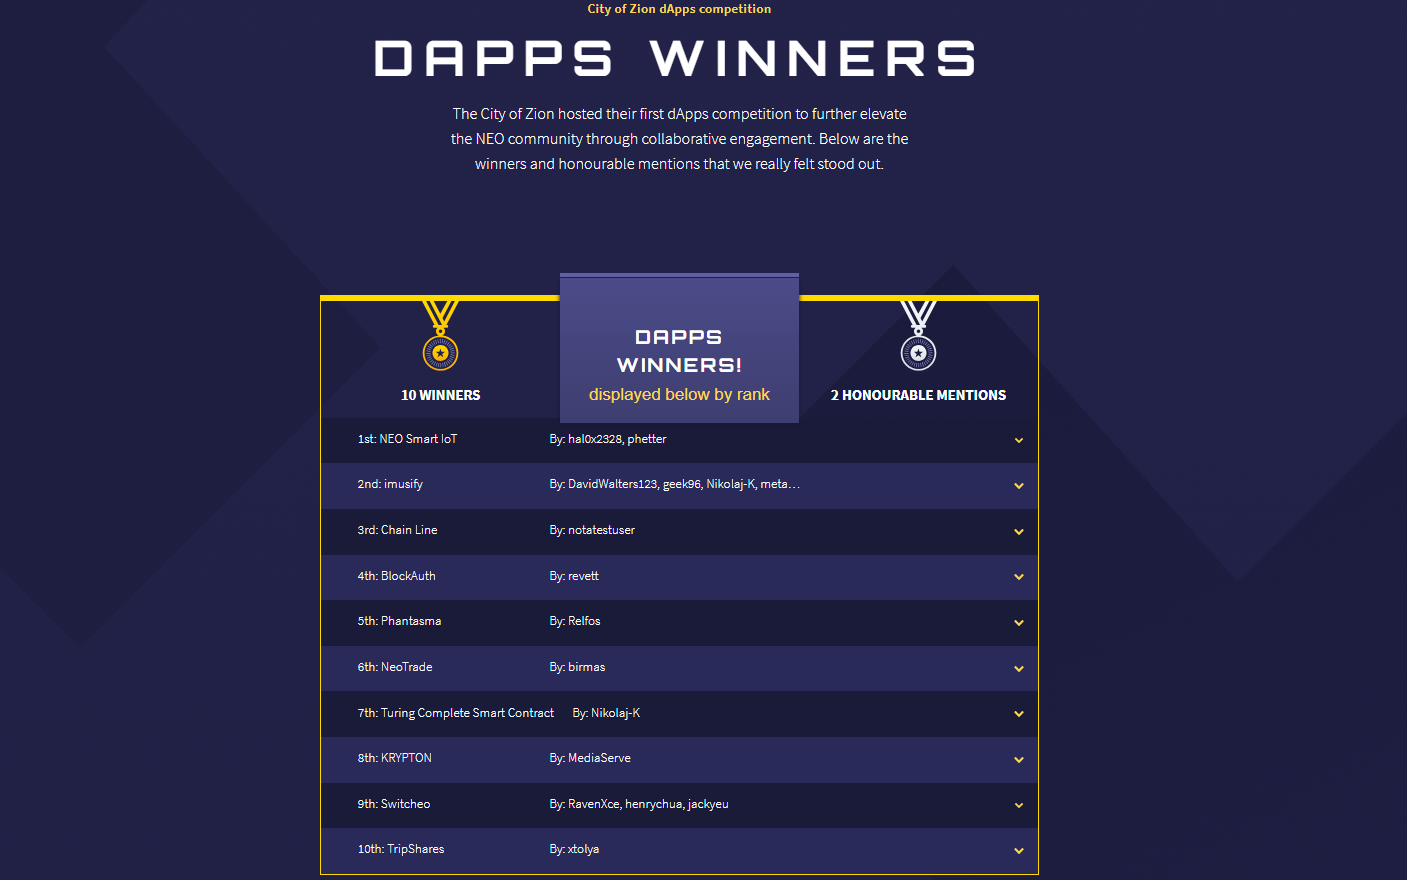 City of Zion dApps competition
DAPPS WINNERS
The City of Zion hosted their first dApps competition to further elevate
the NEO community through collaborative engagement. Below are the
winners and honourable mentions that we really felt stood out.
10 WINNERS
DAPPS
WINNERS!
displayed below by rank
2 HONOURABLE MENTIONS
1st: NEO Smart IoT By: hal0x2328, phetter
2nd: imusify By: DavidWalters123, geek96, Nikolaj-K, meta...
3rd: Chain Line By: notatestuser
4th: BlockAuth By: revett
5th: Phantasma By: Relfos
6th: NeoTrade By: birmas
7th: Turing Complete Smart Contract By: Nikolaj-K
8th: KRYPTON By: MediaServe
9th: Switcheo By: RavenXce, henrychua, jackyeu
10th: TripShares By: xtolya